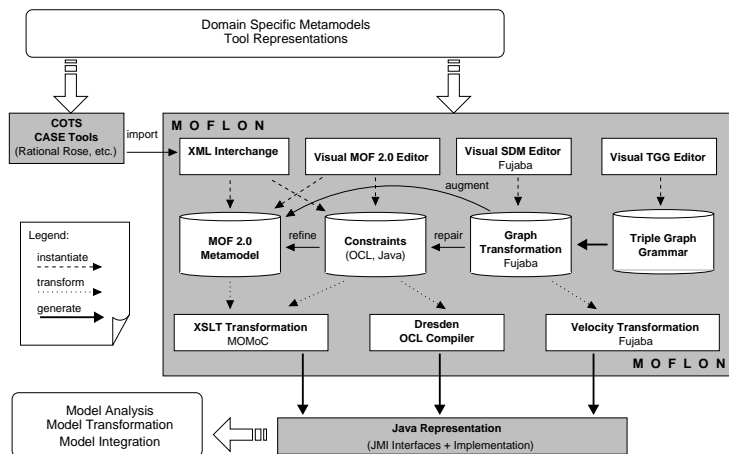 Domain Specific Metamodels
Tool Representations
COTS
CASE Tools
(Rational Rose, etc.)
import
M O F L O N
XML Interchange
Visual MOF 2.0 Editor
Visual SDM Editor
Fujaba
Visual TGG Editor
augment
MOF 2.0
Metamodel
refine
Constraints
(OCL, Java)
repair
Graph
Transformation
Fujaba
Triple Graph
Grammar
Legend:
instantiate
transform
generate
XSLT Transformation
MOMoC
Dresden
OCL Compiler
Velocity Transformation
Fujaba
M O F L O N
Model Analysis
Model Transformation
Model Integration
Java Representation
(JMI Interfaces + Implementation)